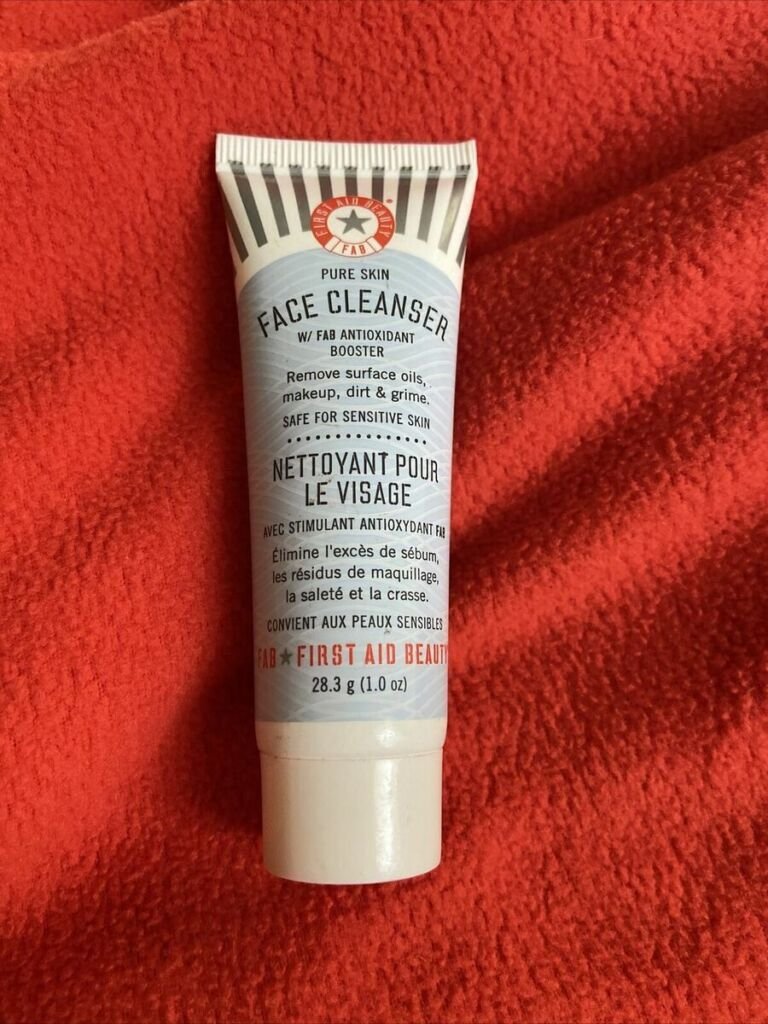 FIRST AID BEAUTY®
FAB
PURE SKIN
FACE CLEANSER
W/ FAB ANTIOXIDANT
BOOSTER
Remove surface oils,
makeup, dirt & grime.
SAFE FOR SENSITIVE SKIN
NETTOYANT POUR
LE VISAGE
AVEC STIMULANT ANTIOXYDANT FAB
Élimine l'excès de sébum,
les résidus de maquillage,
la saleté et la crasse.
CONVIENT AUX PEAUX SENSIBLES
FAB ★ FIRST AID BEAUTY
28.3 g (1.0 oz)